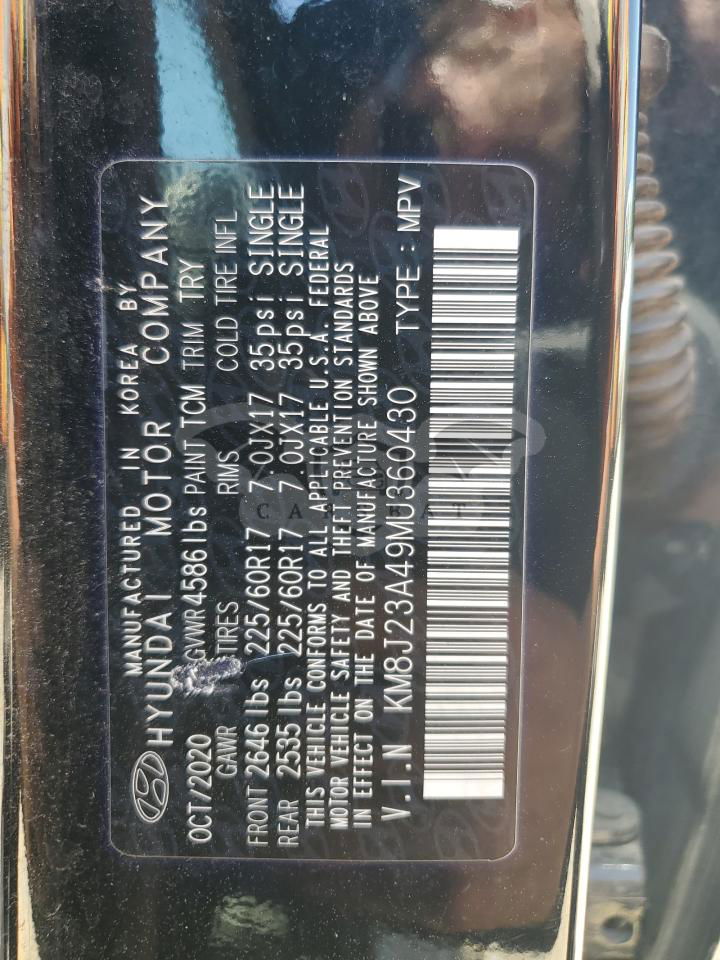 MANUFACTURED IN KOREA BY
HYUNDAI MOTOR COMPANY
OCT/2020 GVWR 4586 lbs PAINT TCM TRIM TRY
GAWR TIRES RIMS COLD TIRE INFL
FRONT 2646 lbs 225/60R17 7.0JX17 35psi SINGLE
REAR 2535 lbs 225/60R17 7.0JX17 35psi SINGLE
THIS VEHICLE CONFORMS TO ALL APPLICABLE U.S.A. FEDERAL
MOTOR VEHICLE SAFETY AND THEFT PREVENTION STANDARDS
IN EFFECT ON THE DATE OF MANUFACTURE SHOWN ABOVE
V.I.N KM8J23A49MU360430 TYPE : MPV